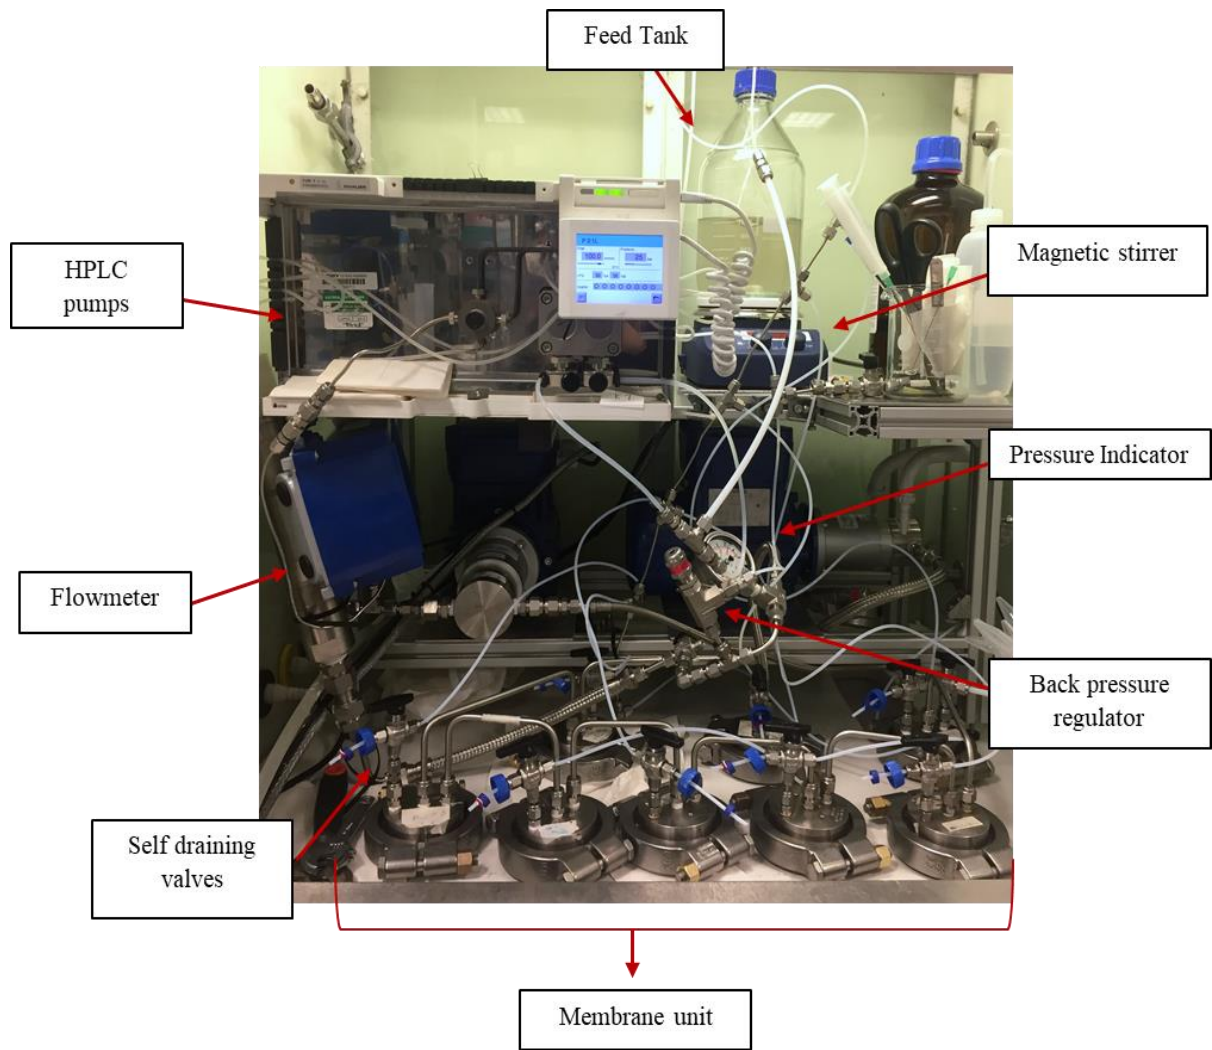 Feed Tank
HPLC
pumps
Magnetic stirrer
Pressure Indicator
Flowmeter
Back pressure
regulator
Self draining
valves
Membrane unit